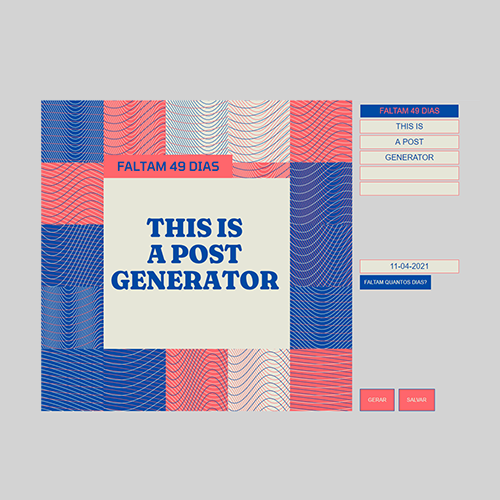 FALTAM 49 DIAS
THIS IS
A POST
GENERATOR
FALTAM 49 DIAS
THIS IS
A POST
GENERATOR
11-04-2021
FALTAM QUANTOS DIAS?
GERAR
SALVAR